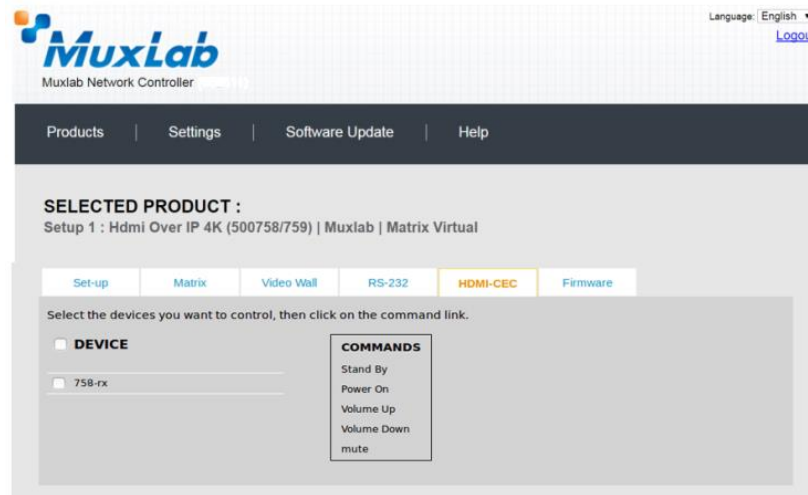 Language: English
Logou
MuxLab
Muxlab Network Controller
Products | Settings | Software Update | Help
SELECTED PRODUCT :
Setup 1 : Hdmi Over IP 4K (500758/759) | Muxlab | Matrix Virtual
Set-up Matrix Video Wall RS-232 HDMI-CEC Firmware
Select the devices you want to control, then click on the command link.
DEVICE
758-rx
COMMANDS
Stand By
Power On
Volume Up
Volume Down
mute